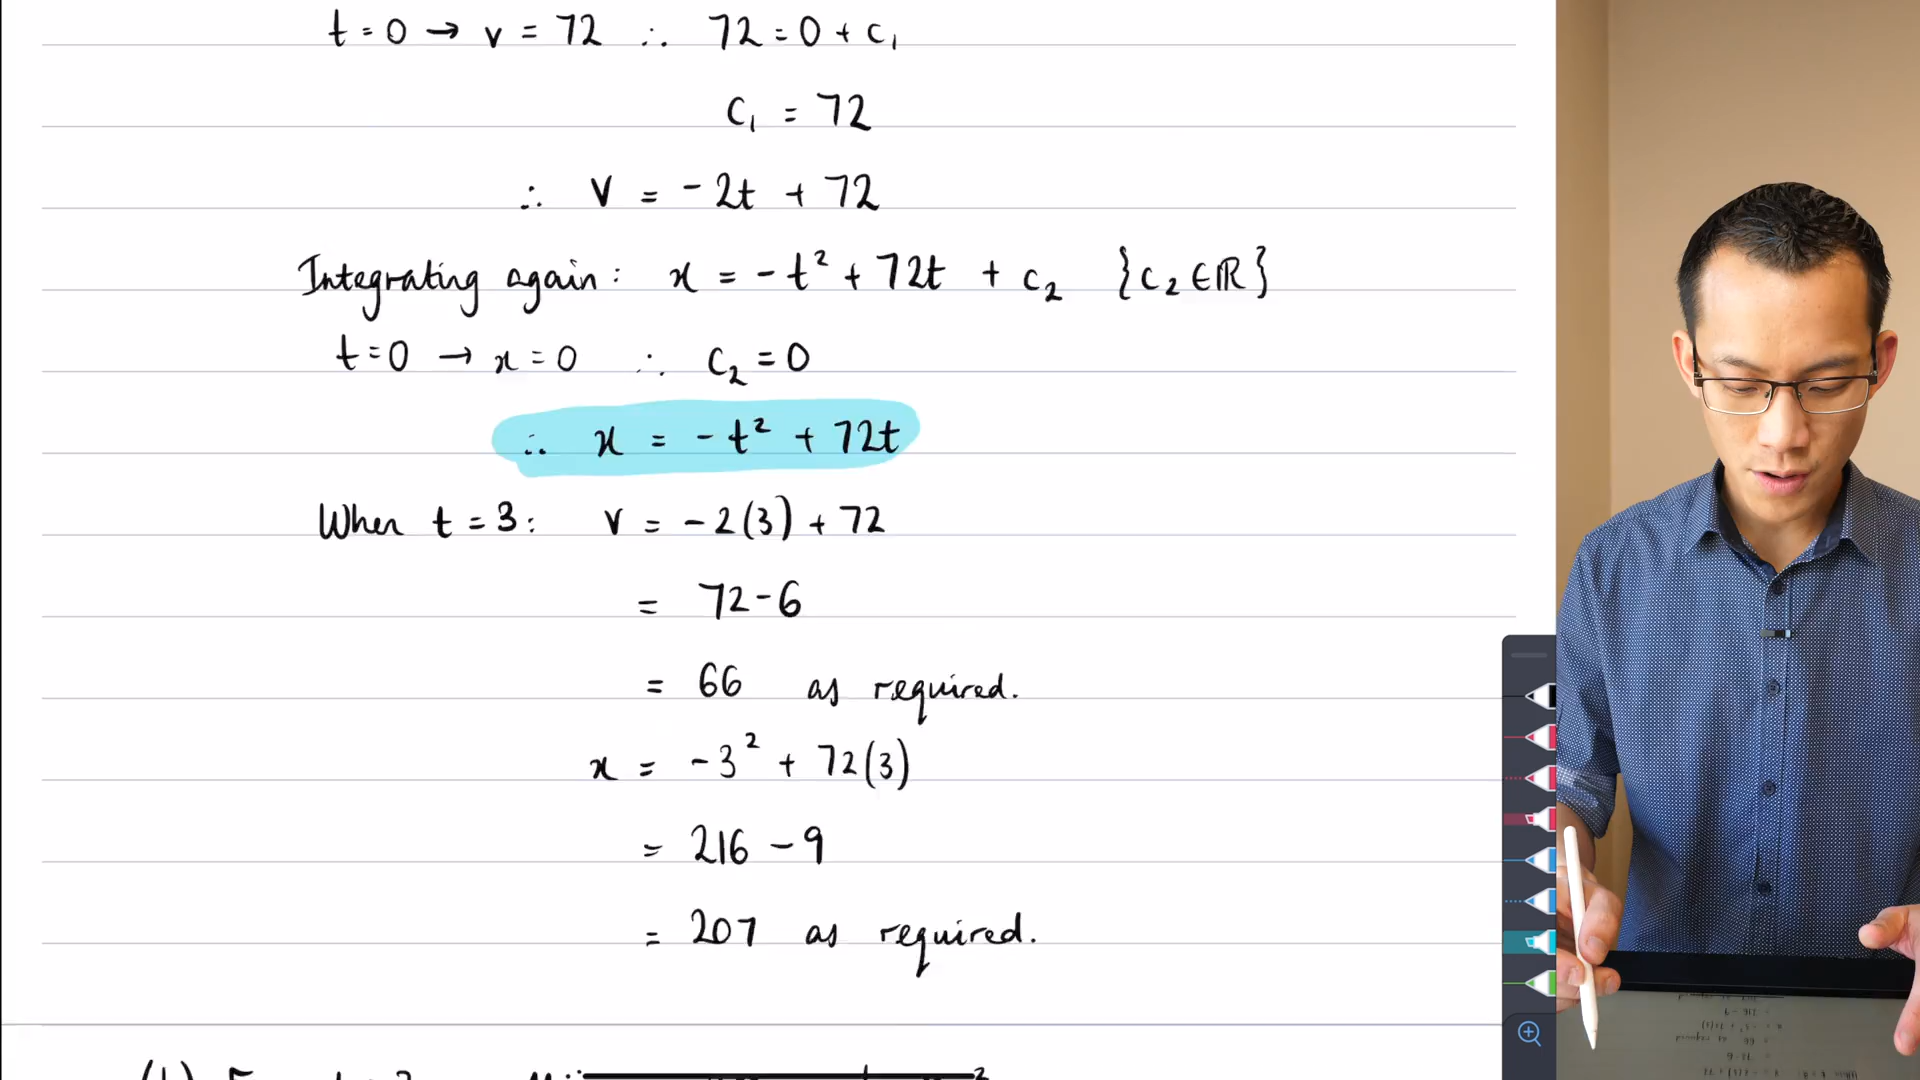 t = 0 → v = 72 ∴ 72 = 0 + c₁
c₁ = 72
∴ v = - 2t + 72
Integrating again: x = - t² + 72t + c₂ {c₂ ∈ ℝ}
t = 0 → x = 0 ∴ c₂ = 0
∴ x = - t² + 72t
When t = 3: v = - 2(3) + 72
= 72 - 6
= 66 as required.
x = - 3² + 72(3)
= 216 - 9
= 207 as required.